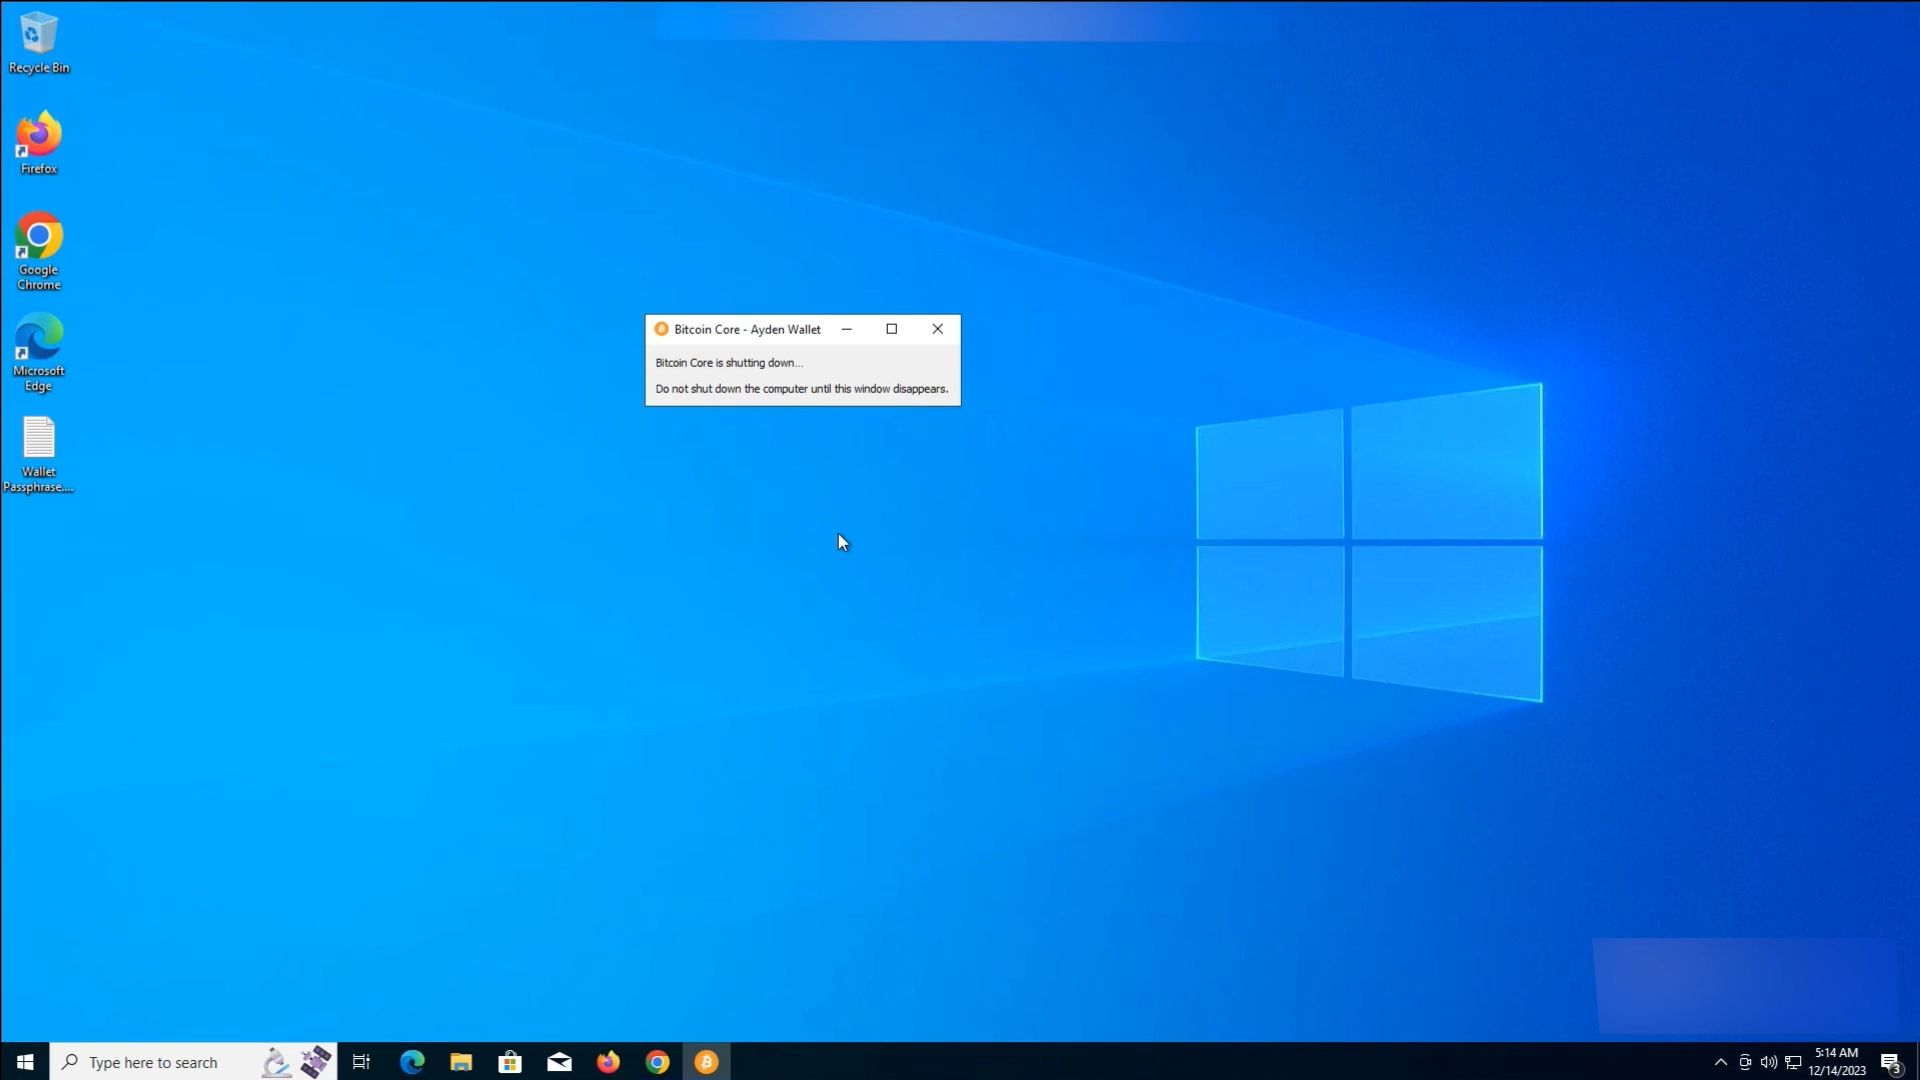 Recycle Bin
Firefox
Google
Chrome
Microsoft
Edge
Wallet
Passphrase....
Bitcoin Core - Ayden Wallet
Bitcoin Core is shutting down...
Do not shut down the computer until this window disappears.
Type here to search
5:14 AM
12/14/2023
3